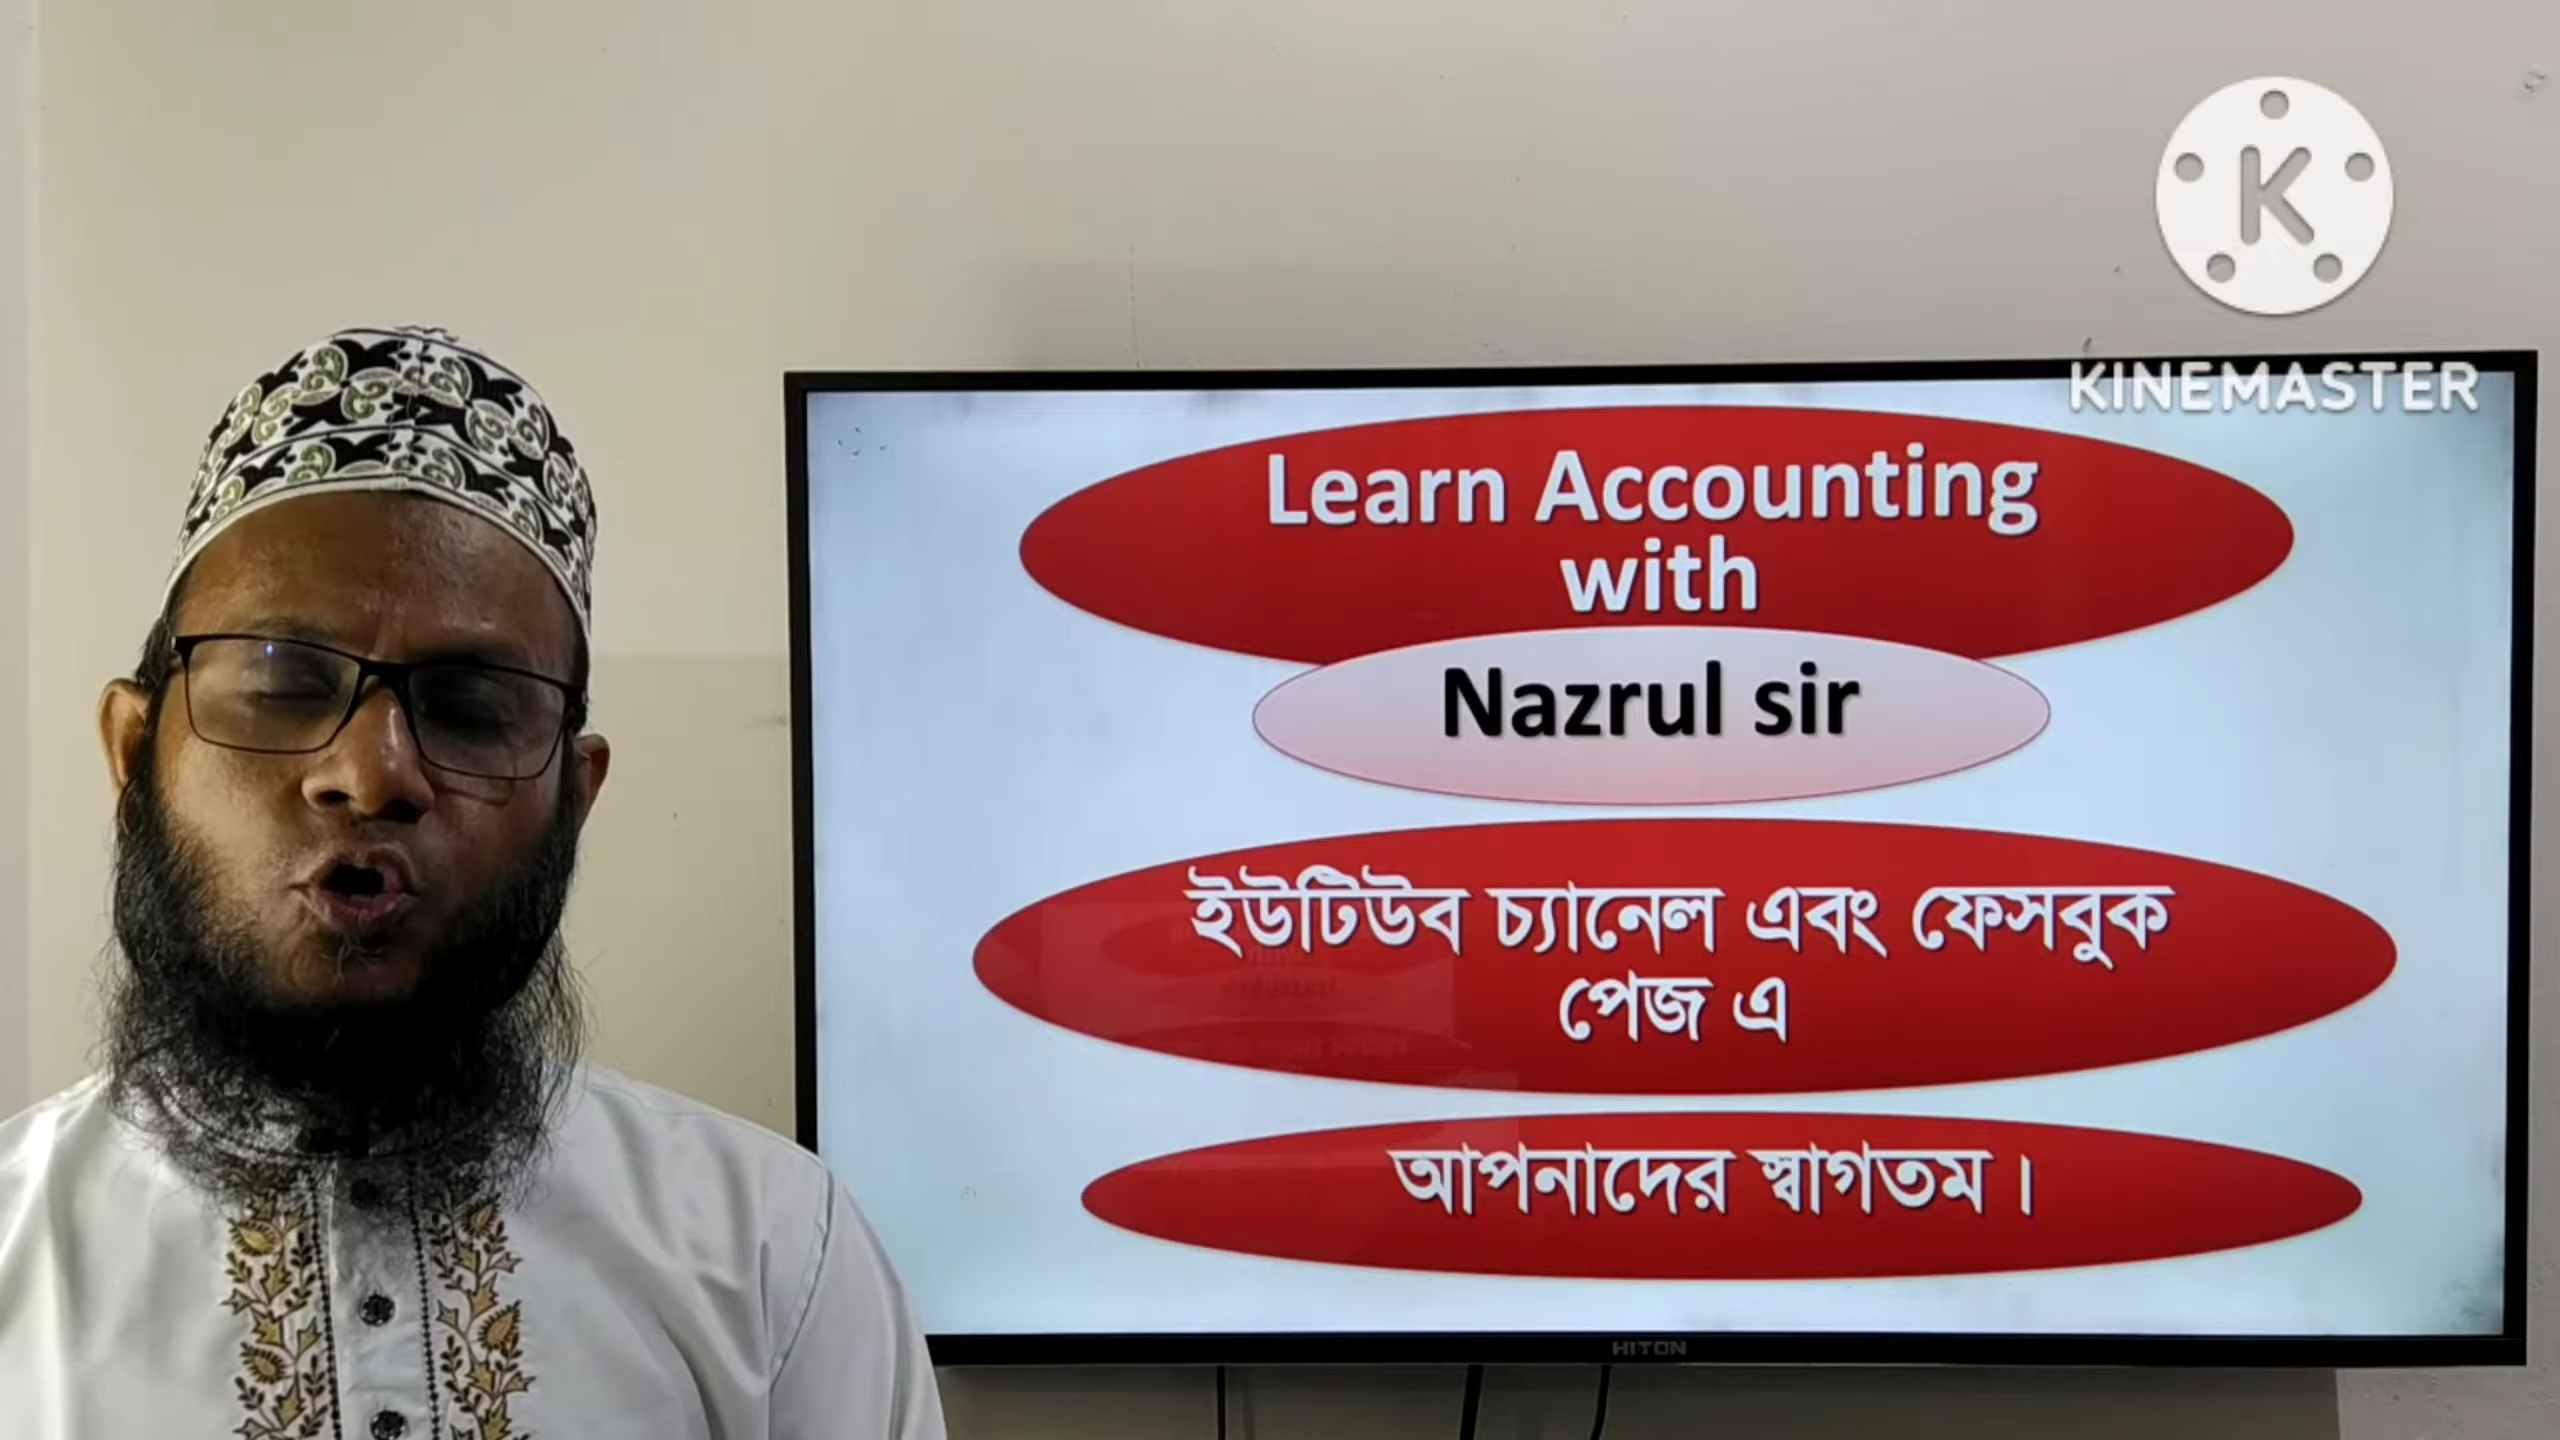 K
KINEMASTER
Learn Accounting
with
Nazrul sir
ইউটিউব চ্যানেল এবং ফেসবুক
পেজ এ
আপনাদের স্বাগতম।
HITON